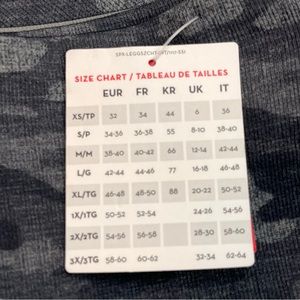 SIZE CHART / TABLEAU DE TAILLES
EUR FR KR UK IT
XS/TP 32 34 44 6 36
S/P 34-36 36-38 55 8-10 38-40
M/M 38-40 40-42 66 12-14 42-44
L/G 42-44 44-46 77 16-18 46-48
XL/TG 46-48 48-50 88 20-22 50-52
1X/1TG 50-52 52-54 24-26 54-56
2X/2TG 54-56 56-58 28-30 58-60
3X/3TG 58-60 60-62 32-34 62-64